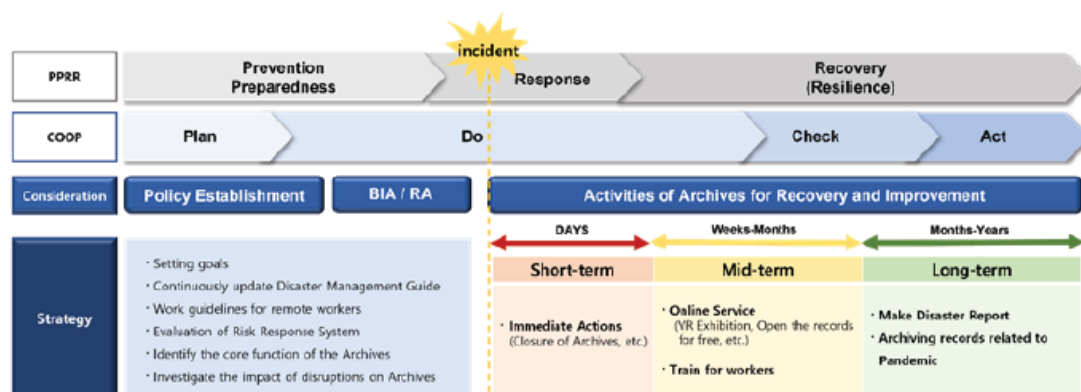 incident
PPRR
Prevention
Preparedness
Response
Recovery
(Resilience)
COOP
Plan
Do
Check
Act
Consideration
Policy Establishment
BIA / RA
Activities of Archives for Recovery and Improvement
DAYS
Weeks-Months
Months-Years
Short-term
Mid-term
Long-term
Strategy
· Setting goals
· Continuously update Disaster Management Guide
· Work guidelines for remote workers
· Evaluation of Risk Response System
· Identify the core function of the Archives
· Investigate the impact of disruptions on Archives
· Immediate Actions
(Closure of Archives, etc.)
· Online Service
(VR Exhibition, Open the records
for free, etc.)
· Train for workers
· Make Disaster Report
· Archiving records related to
Pandemic